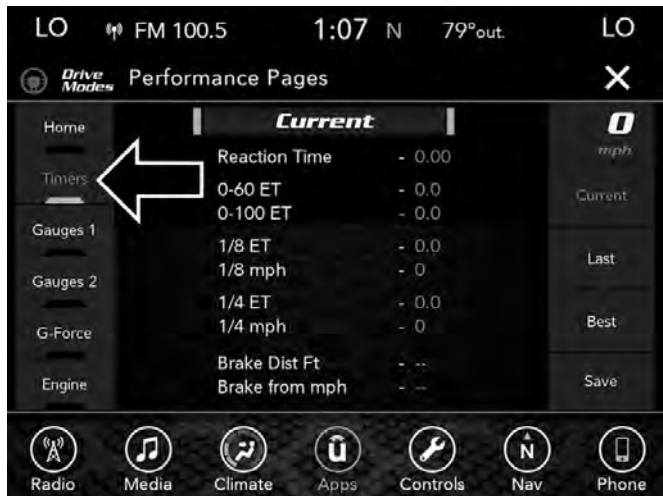 LO FM 100.5 1:07 N 79°out. LO
Drive Modes Performance Pages X
Home
Timers
Gauges 1
Gauges 2
G-Force
Engine
Current
Reaction Time - 0.00
0-60 ET - 0.0
0-100 ET - 0.0
1/8 ET - 0.0
1/8 mph - 0
1/4 ET - 0.0
1/4 mph - 0
Brake Dist Ft - --
Brake from mph - --
0
mph
Current
Last
Best
Save
Radio Media Climate Apps Controls Nav Phone
û
N